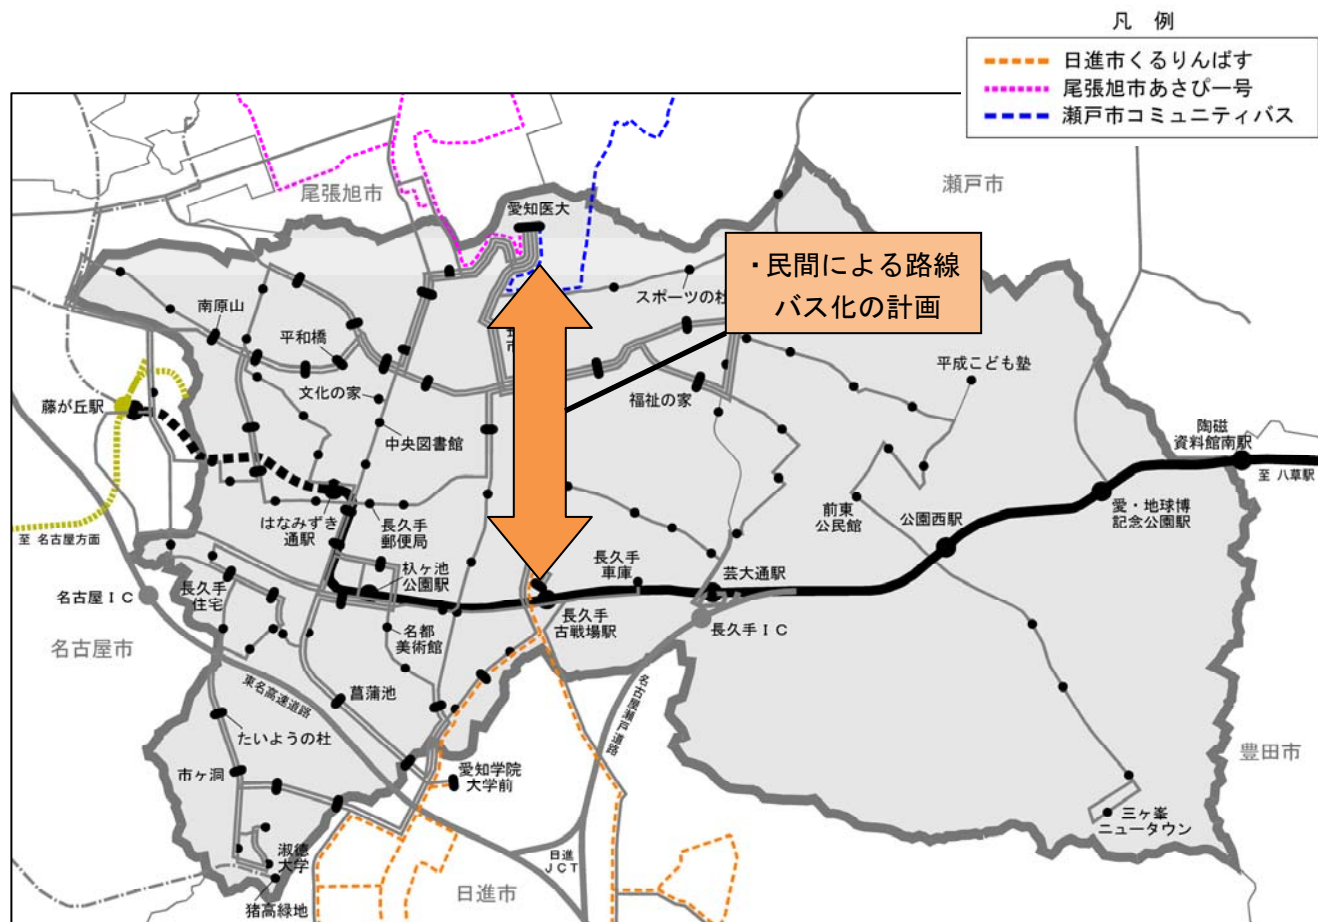 凡 例
日進市くるりんばす
尾張旭市あさぴー号
瀬戸市コミュニティバス
尾張旭市
瀬戸市
愛知医大
・民間による路線
バス化の計画
スポーツの杜
南原山
平和橋
文化の家
藤が丘駅
中央図書館
福祉の家
平成こども塾
陶磁
資料館南駅
至 八草駅
至 名古屋方面
はなみずき
通駅
長久手
郵便局
前東
公民館
公園西駅
愛・地球博
記念公園駅
杁ヶ池
公園駅
長久手
車庫
芸大通駅
名古屋IC
長久手
住宅
名都
美術館
長久手
古戦場駅
長久手IC
名古屋市
東名高速道路
菖蒲池
名古屋瀬戸道路
たいようの杜
市ヶ洞
愛知学院
大学前
豊田市
三ヶ峯
ニュータウン
淑徳
大学
日進
JCT
日進市
猪高緑地